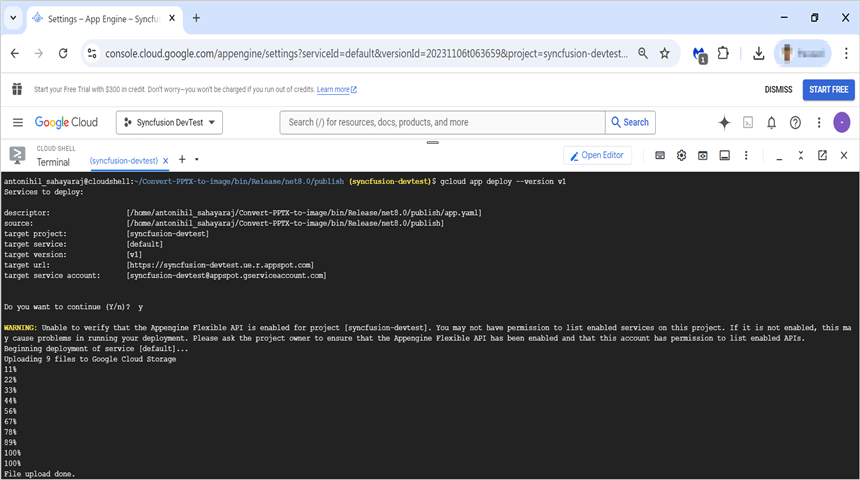 Settings – App Engine – Syncfus
console.cloud.google.com/appengine/settings?serviceId=default&versionId=20231106t063659&project=syncfusion-devtest...
1
Start your Free Trial with $300 in credit. Don't worry—you won't be charged if you run out of credits. Learn more
DISMISS
START FREE
Google Cloud
Syncfusion DevTest
Search (/) for resources, docs, products, and more
Search
CLOUD SHELL
Terminal
(syncfusion-devtest)
Open Editor
antonihil_sahayaraj@cloudshell:~/Convert-PPTX-to-image/bin/Release/net8.0/publish (syncfusion-devtest)$ gcloud app deploy --version v1
Services to deploy:
descriptor: [/home/antonihil_sahayaraj/Convert-PPTX-to-image/bin/Release/net8.0/publish/app.yaml]
source: [/home/antonihil_sahayaraj/Convert-PPTX-to-image/bin/Release/net8.0/publish]
target project: [syncfusion-devtest]
target service: [default]
target version: [v1]
target url: [https://syncfusion-devtest.ue.r.appspot.com]
target service account: [syncfusion-devtest@appspot.gserviceaccount.com]
Do you want to continue (Y/n)? y
WARNING: Unable to verify that the Appengine Flexible API is enabled for project [syncfusion-devtest]. You may not have permission to list enabled services on this project. If it is not enabled, this ma
y cause problems in running your deployment. Please ask the project owner to ensure that the Appengine Flexible API has been enabled and that this account has permission to list enabled APIs.
Beginning deployment of service [default]...
Uploading 9 files to Google Cloud Storage
11%
22%
33%
44%
56%
67%
78%
89%
100%
100%
File upload done.